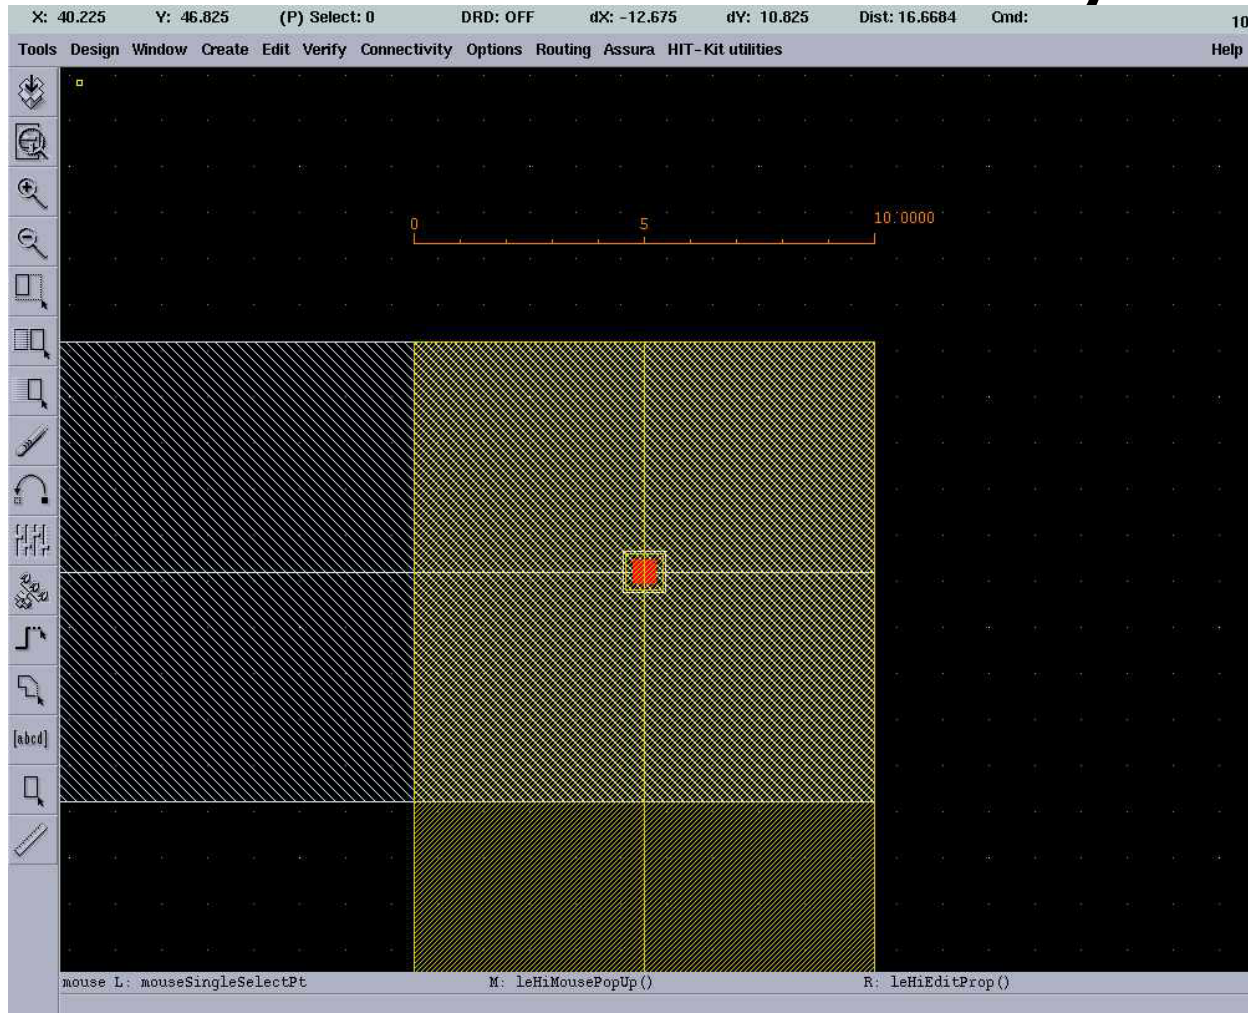 X: 40.225 Y: 46.825 (P) Select: 0 DRD: OFF dX: -12.675 dY: 10.825 Dist: 16.6684 Cmd: 10
Tools Design Window Create Edit Verify Connectivity Options Routing Assura HIT-Kit utilities Help
0 5 10.0000
[abcd]
mouse L: mouseSingleSelectPt M: leHiMousePopUp() R: leHiEditProp()